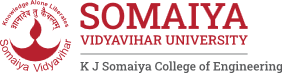 Knowledge Alone Liberates
Somaiya Vidyavihar
SOMAIYA
VIDYAVIHAR UNIVERSITY
K J Somaiya College of Engineering